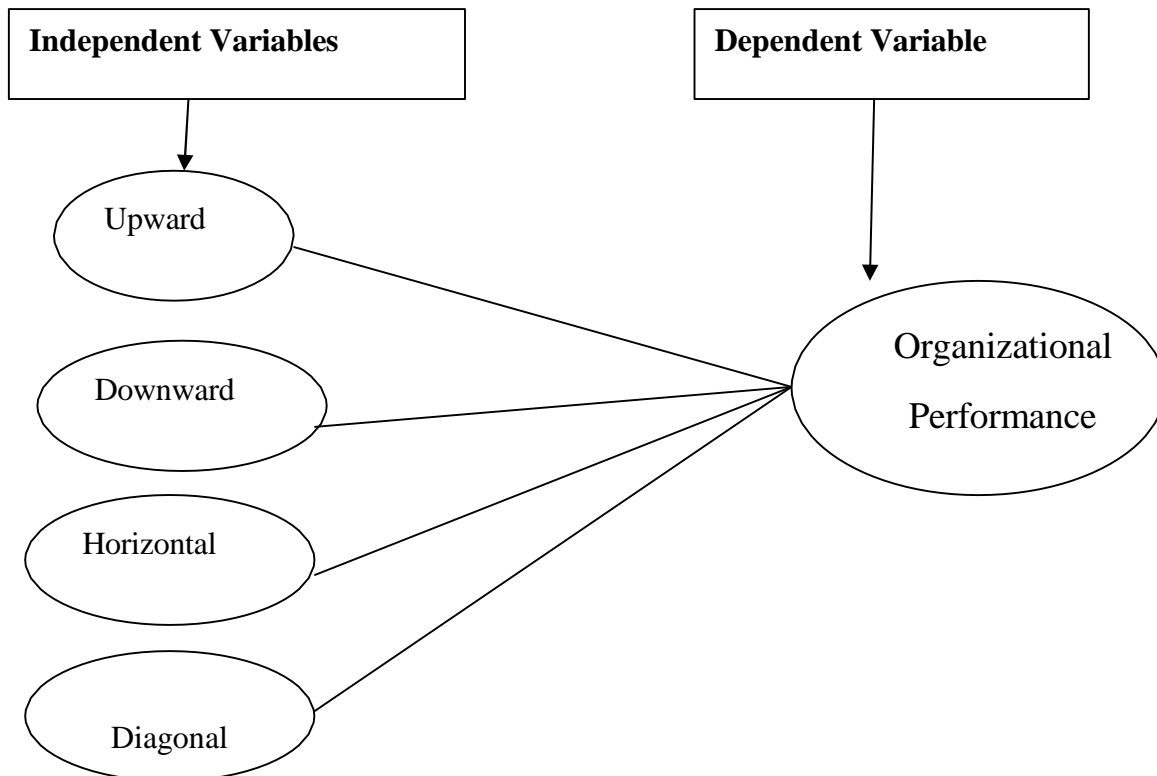 Independent Variables
Dependent Variable
Upward
Organizational
Performance
Downward
Horizontal
Diagonal